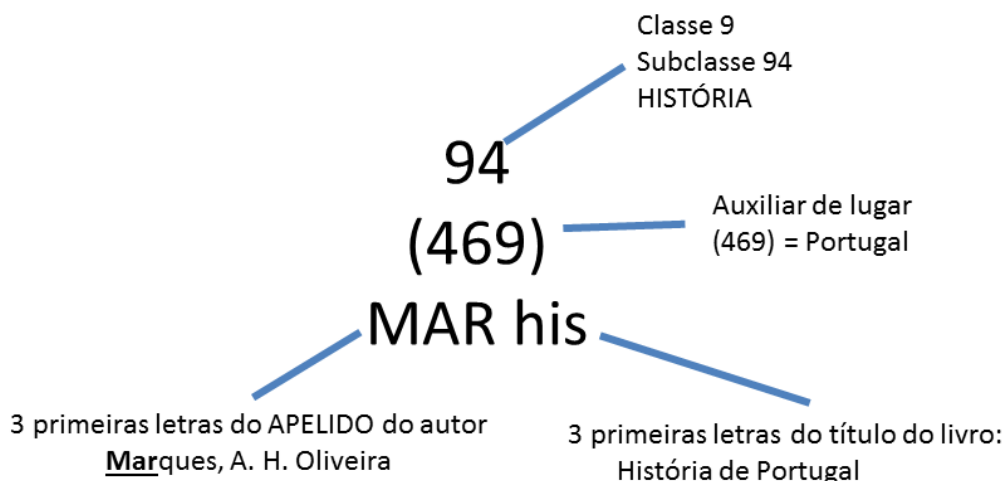 Classe 9
Subclasse 94
HISTÓRIA
94
(469)
Auxiliar de lugar
(469) = Portugal
MAR his
3 primeiras letras do APELIDO do autor
Marques, A. H. Oliveira
3 primeiras letras do título do livro:
História de Portugal